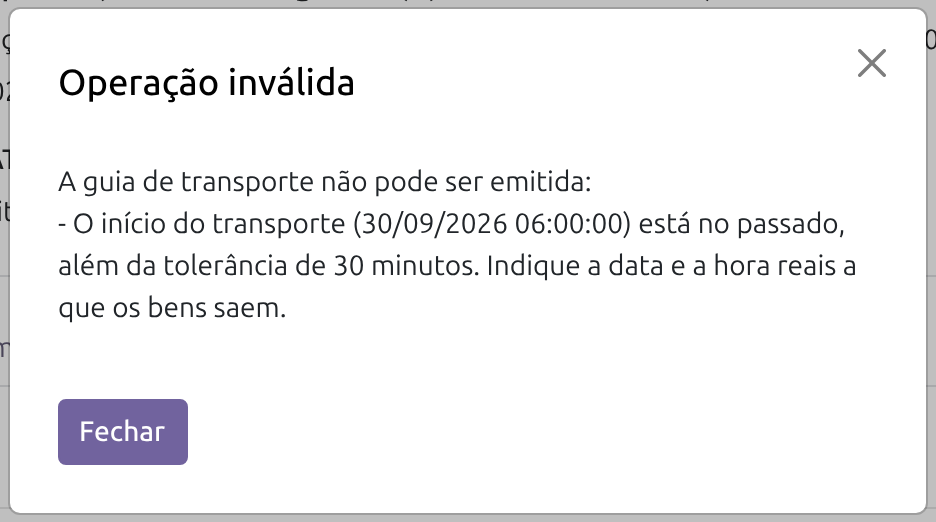 Operação inválida
A guia de transporte não pode ser emitida:
- O início do transporte (30/09/2026 06:00:00) está no passado,
além da tolerância de 30 minutos. Indique a data e a hora reais a
que os bens saem.
Fechar